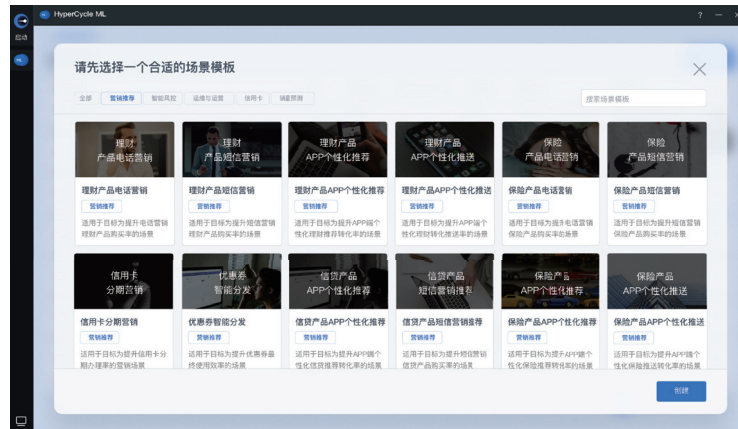 HyperCycle ML
? — ×
启动
ML
请先选择一个合适的场景模板
全部 营销推荐 智能风控 运维与运营 信用卡 销量预测 搜索场景模板
理财 理财 理财产品 理财产品 保险 保险
产品电话营销 产品短信营销 APP个性化推荐 APP个性化推送 产品电话营销 产品短信营销
理财产品电话营销 理财产品短信营销 理财产品APP个性化推荐 理财产品APP个性化推送 保险产品电话营销 保险产品短信营销
营销推荐 营销推荐 营销推荐 营销推荐 营销推荐 营销推荐
适用于目标为提升电话营销 适用于目标为提升短信营销 适用于目标为提升APP端个 适用于目标为提升APP端个 适用于目标为提升电话营销 适用于目标为提升短信营销
理财产品购买率的场景 理财产品购买率的场景 性化理财推荐转化率的场景 性化理财转化推送率的场景 保险产品购买率的场景 保险产品购买率的场景
信用卡 优惠券 信贷产品 信贷产品 保险产品 保险产品
分期营销 智能分发 APP个性化推荐 短信营销推荐 APP个性化推荐 APP个性化推送
信用卡分期营销 优惠券智能分发 信贷产品APP个性化推荐 信贷产品短信营销推荐 保险产品APP个性化推荐 保险产品APP个性化推送
营销推荐 营销推荐 营销推荐 营销推荐 营销推荐 营销推荐
适用于目标为提升信用卡分 适用于目标为提升优惠券最 适用于目标为提升APP端个 适用于目标为提升短信营销 适用于目标为提升APP端个 适用于目标为提升APP端个
期办理率的营销场景 终使用效率的场景 性化信贷推荐转化率的场景 信贷产品购买率的场景 性化保险推荐转化率的场景 性化保险推送转化率的场景
创建